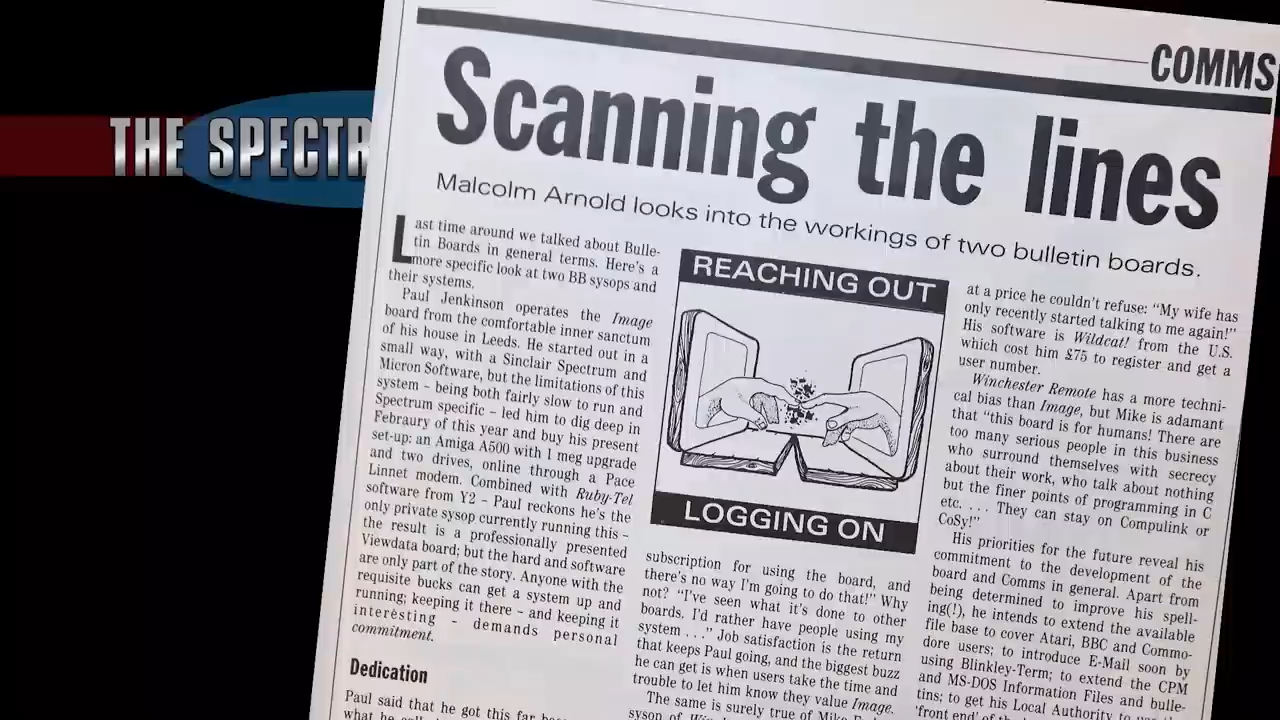 THE SPECTR
COMMS
Scanning the lines
Malcolm Arnold looks into the workings of two bulletin boards.
Last time around we talked about Bulle-
tin Boards in general terms. Here's a
more specific look at two BB sysops and
their systems.
Paul Jenkinson operates the Image
board from the comfortable inner sanctum
of his house in Leeds. He started out in a
small way, with a Sinclair Spectrum and
Micron Software, but the limitations of this
system – being both fairly slow to run and
Spectrum specific – led him to dig deep in
Febraury of this year and buy his present
set-up: an Amiga A500 with 1 meg upgrade
and two drives, online through a Pace
Linnet modem. Combined with Ruby-Tel
software from Y2 – Paul reckons he's the
only private sysop currently running this –
the result is a professionally presented
Viewdata board; but the hard and software
are only part of the story. Anyone with the
requisite bucks can get a system up and
running; keeping it there – and keeping it
interesting – demands personal
commitment.
Dedication
Paul said that he got this far
REACHING OUT
LOGGING ON
subscription for using the board, and
there's no way I'm going to do that!" Why
not? "I've seen what it's done to other
boards. I'd rather have people using my
system . . ." Job satisfaction is the return
that keeps Paul going, and the biggest buzz
he can get is when users take the time and
trouble to let him know they value Image.
The same is surely true of Mike
sysop of
at a price he couldn't refuse: "My wife has
only recently started talking to me again!"
His software is Wildcat! from the U.S.
which cost him £75 to register and get a
user number.
Winchester Remote has a more techni-
cal bias than Image, but Mike is adamant
that "this board is for humans! There are
too many serious people in this business
who surround themselves with secrecy
about their work, who talk about nothing
but the finer points of programming in C
etc. . . . They can stay on Compulink or
CoSy!"
His priorities for the future reveal his
commitment to the development of the
board and Comms in general. Apart from
being determined to improve his spell-
ing(!), he intends to extend the available
file base to cover Atari, BBC and Commo-
dore users; to introduce E-Mail soon by
using Blinkley-Term; to extend the CPM
and MS-DOS Information Files and bulle-
tins; to get his Local Authority to
'front end' of